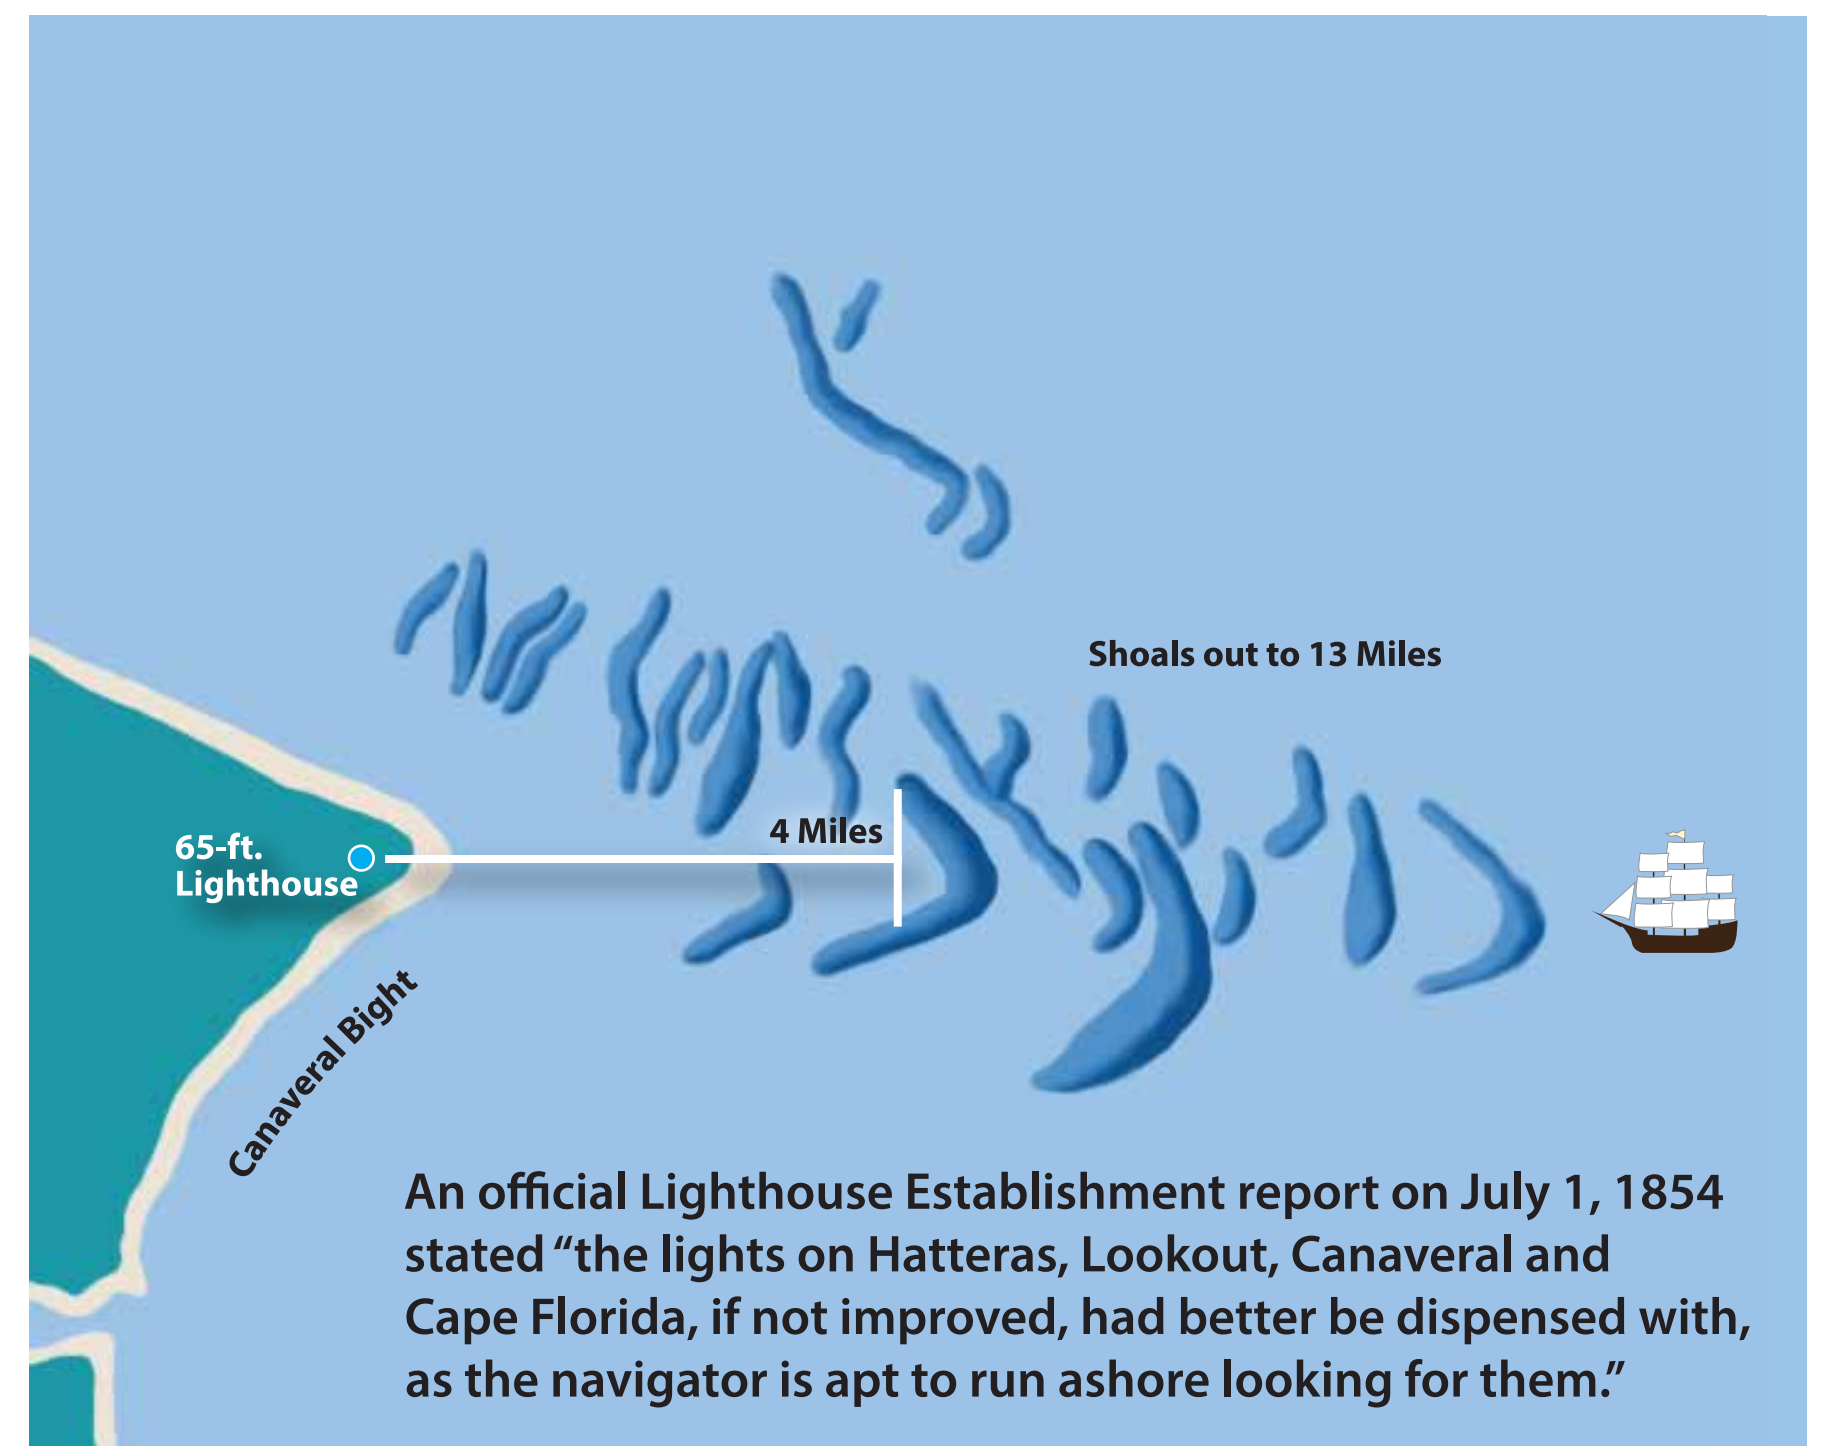 Shoals out to 13 Miles
4 Miles
65-ft.
Lighthouse
Canaveral Bight
An official Lighthouse Establishment report on July 1, 1854
stated “the lights on Hatteras, Lookout, Canaveral and
Cape Florida, if not improved, had better be dispensed with,
as the navigator is apt to run ashore looking for them.”